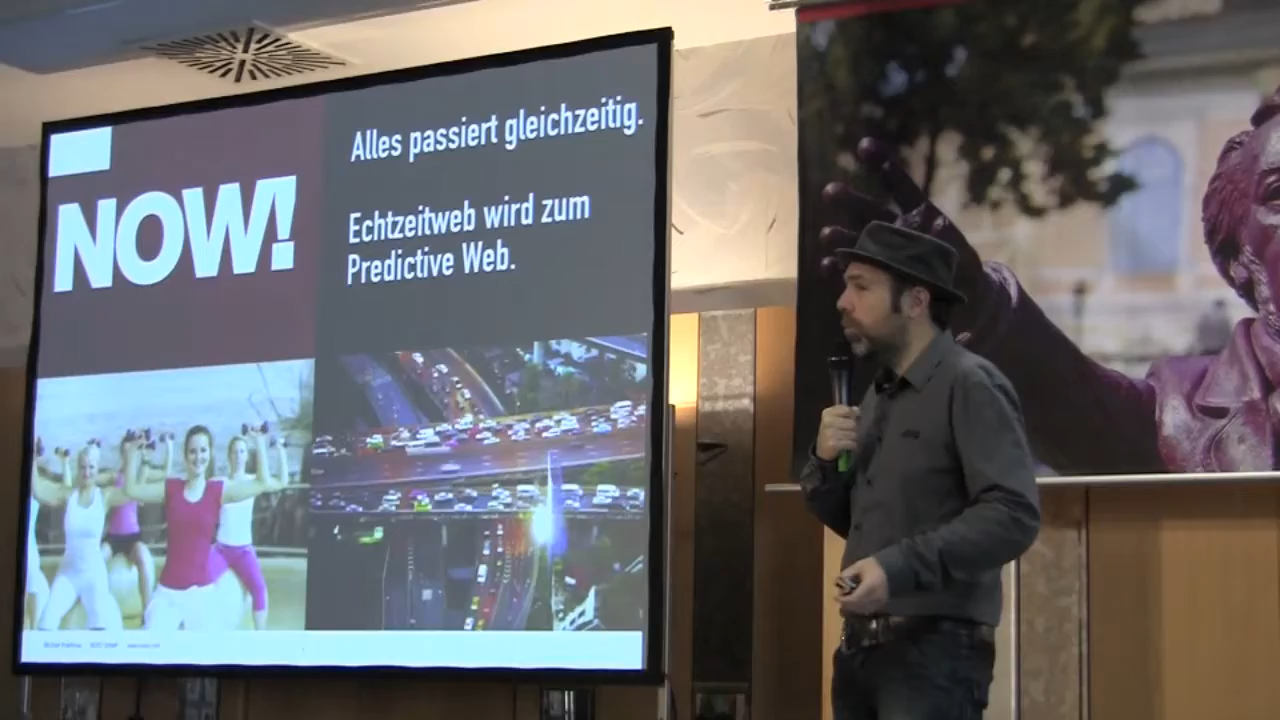 NOW!
Alles passiert gleichzeitig.
Echtzeitweb wird zum
Predictive Web.